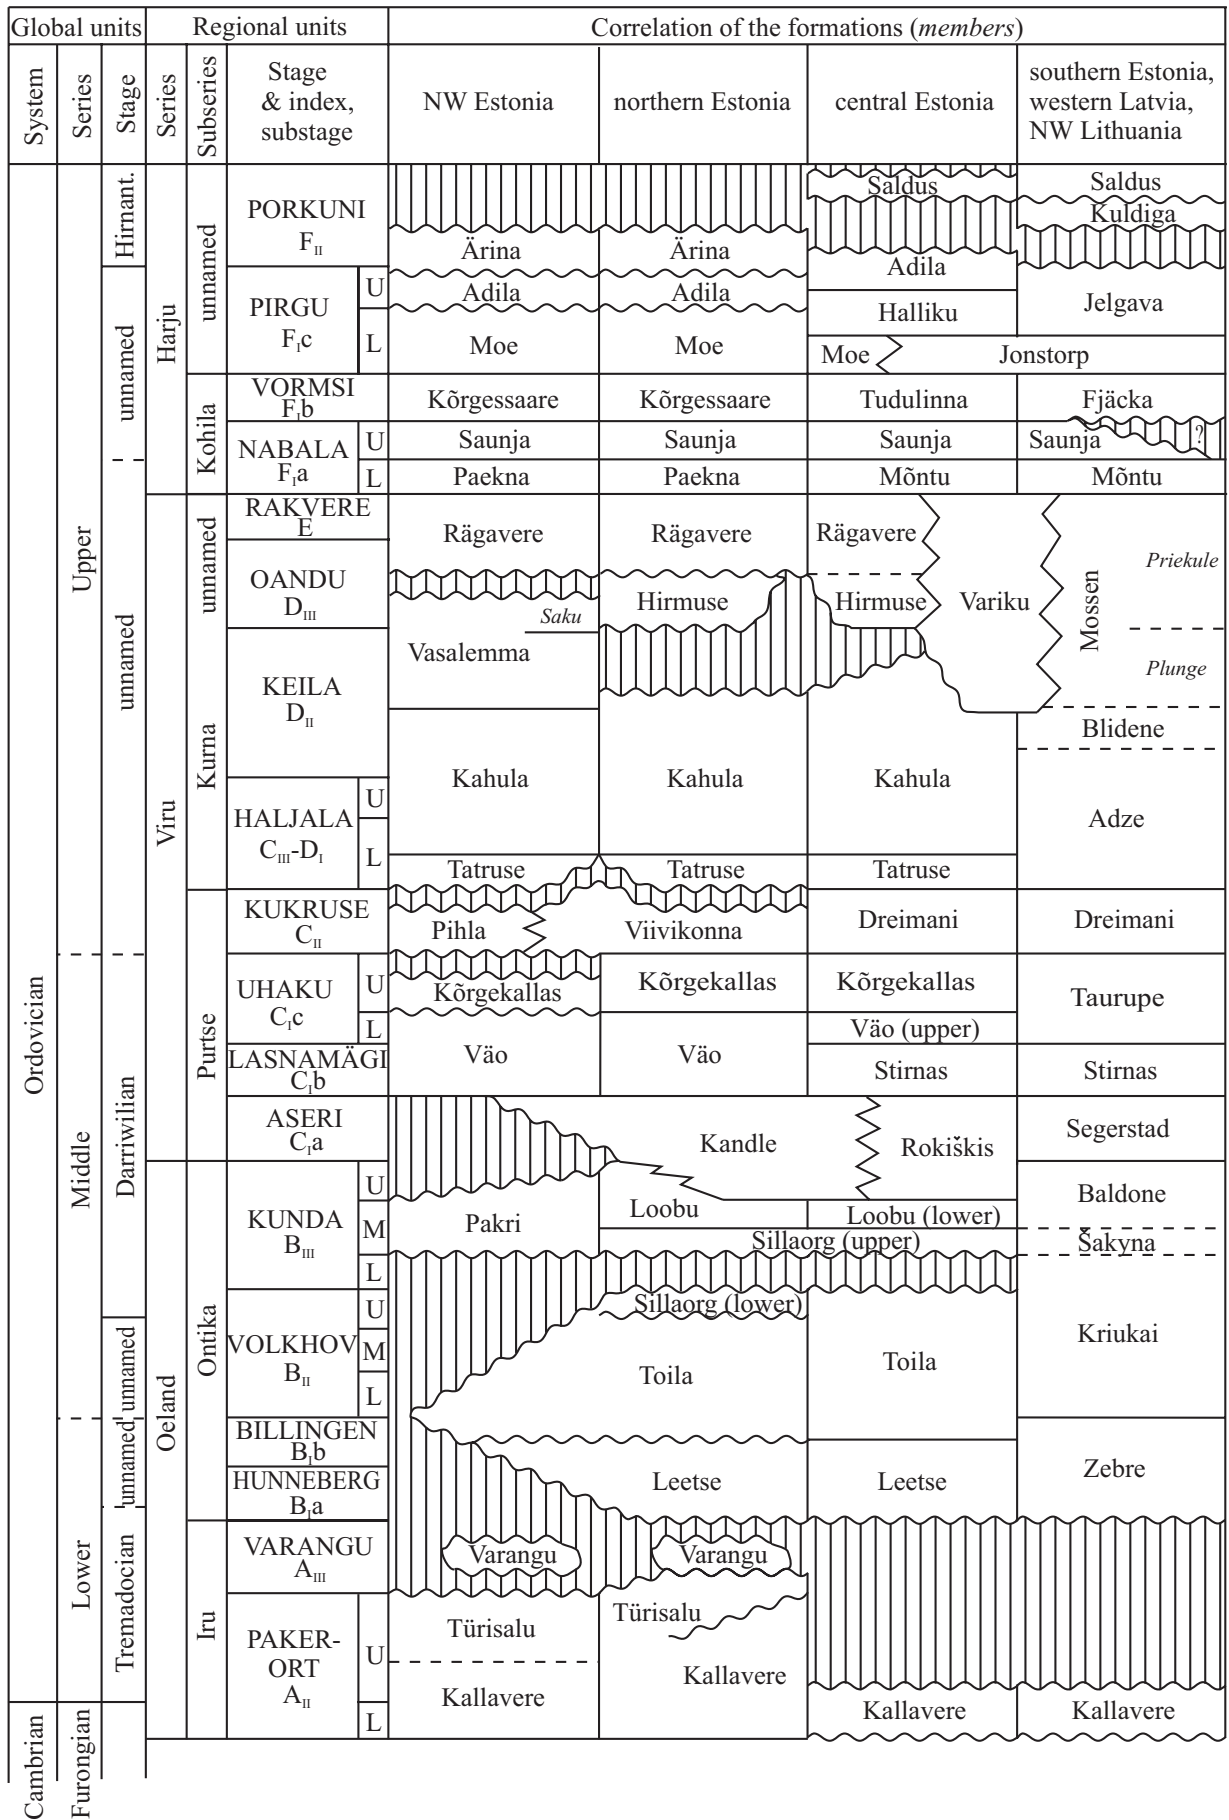 Global units
Regional units
Correlation of the formations (members)
System
Series
Stage
Series
Subseries
Stage
& index,
substage
NW Estonia
northern Estonia
central Estonia
southern Estonia,
western Latvia,
NW Lithuania
Ordovician
Cambrian
Upper
Middle
Lower
Furongian
Hirnant.
unnamed
unnamed
Darriwilian
unnamed
unnamed
Tremadocian
Harju
Viru
Oeland
unnamed
Kohila
unnamed
Kurna
Purtse
Ontika
Iru
PORKUNI
FII
PIRGU
FIc
U
L
VORMSI
FIb
NABALA
FIa
U
L
RAKVERE
E
OANDU
DIII
KEILA
DII
HALJALA
CIII-DI
U
L
KUKRUSE
CII
UHAKU
CIc
U
L
LASNAMÄGI
CIb
ASERI
CIa
KUNDA
BIII
U
M
L
VOLKHOV
BII
U
M
L
BILLINGEN
BIb
HUNNEBERG
BIa
VARANGU
AIII
PAKER-
ORT
AII
U
L
Ärina
Adila
Moe
Kõrgessaare
Saunja
Paekna
Rägavere
Saku
Vasalemma
Kahula
Tatruse
Pihla
Kõrgekallas
Väo
Pakri
Varangu
Türisalu
Kallavere
Ärina
Adila
Moe
Kõrgessaare
Saunja
Paekna
Rägavere
Hirmuse
Kahula
Tatruse
Viivikonna
Kõrgekallas
Väo
Kandle
Loobu
Sillaorg (upper)
Sillaorg (lower)
Toila
Leetse
Varangu
Türisalu
Kallavere
Saldus
Adila
Halliku
Moe
Jonstorp
Tudulinna
Saunja
Mõntu
Rägavere
Hirmuse
Variku
Kahula
Tatruse
Dreimani
Kõrgekallas
Väo (upper)
Stirnas
Rokiškis
Loobu (lower)
Toila
Leetse
Kallavere
Saldus
Kuldiga
Jelgava
Fjäcka
Saunja
?
Mõntu
Mossen
Priekule
Plunge
Blidene
Adze
Dreimani
Taurupe
Stirnas
Segerstad
Baldone
Šakyna
Kriukai
Zebre
Kallavere